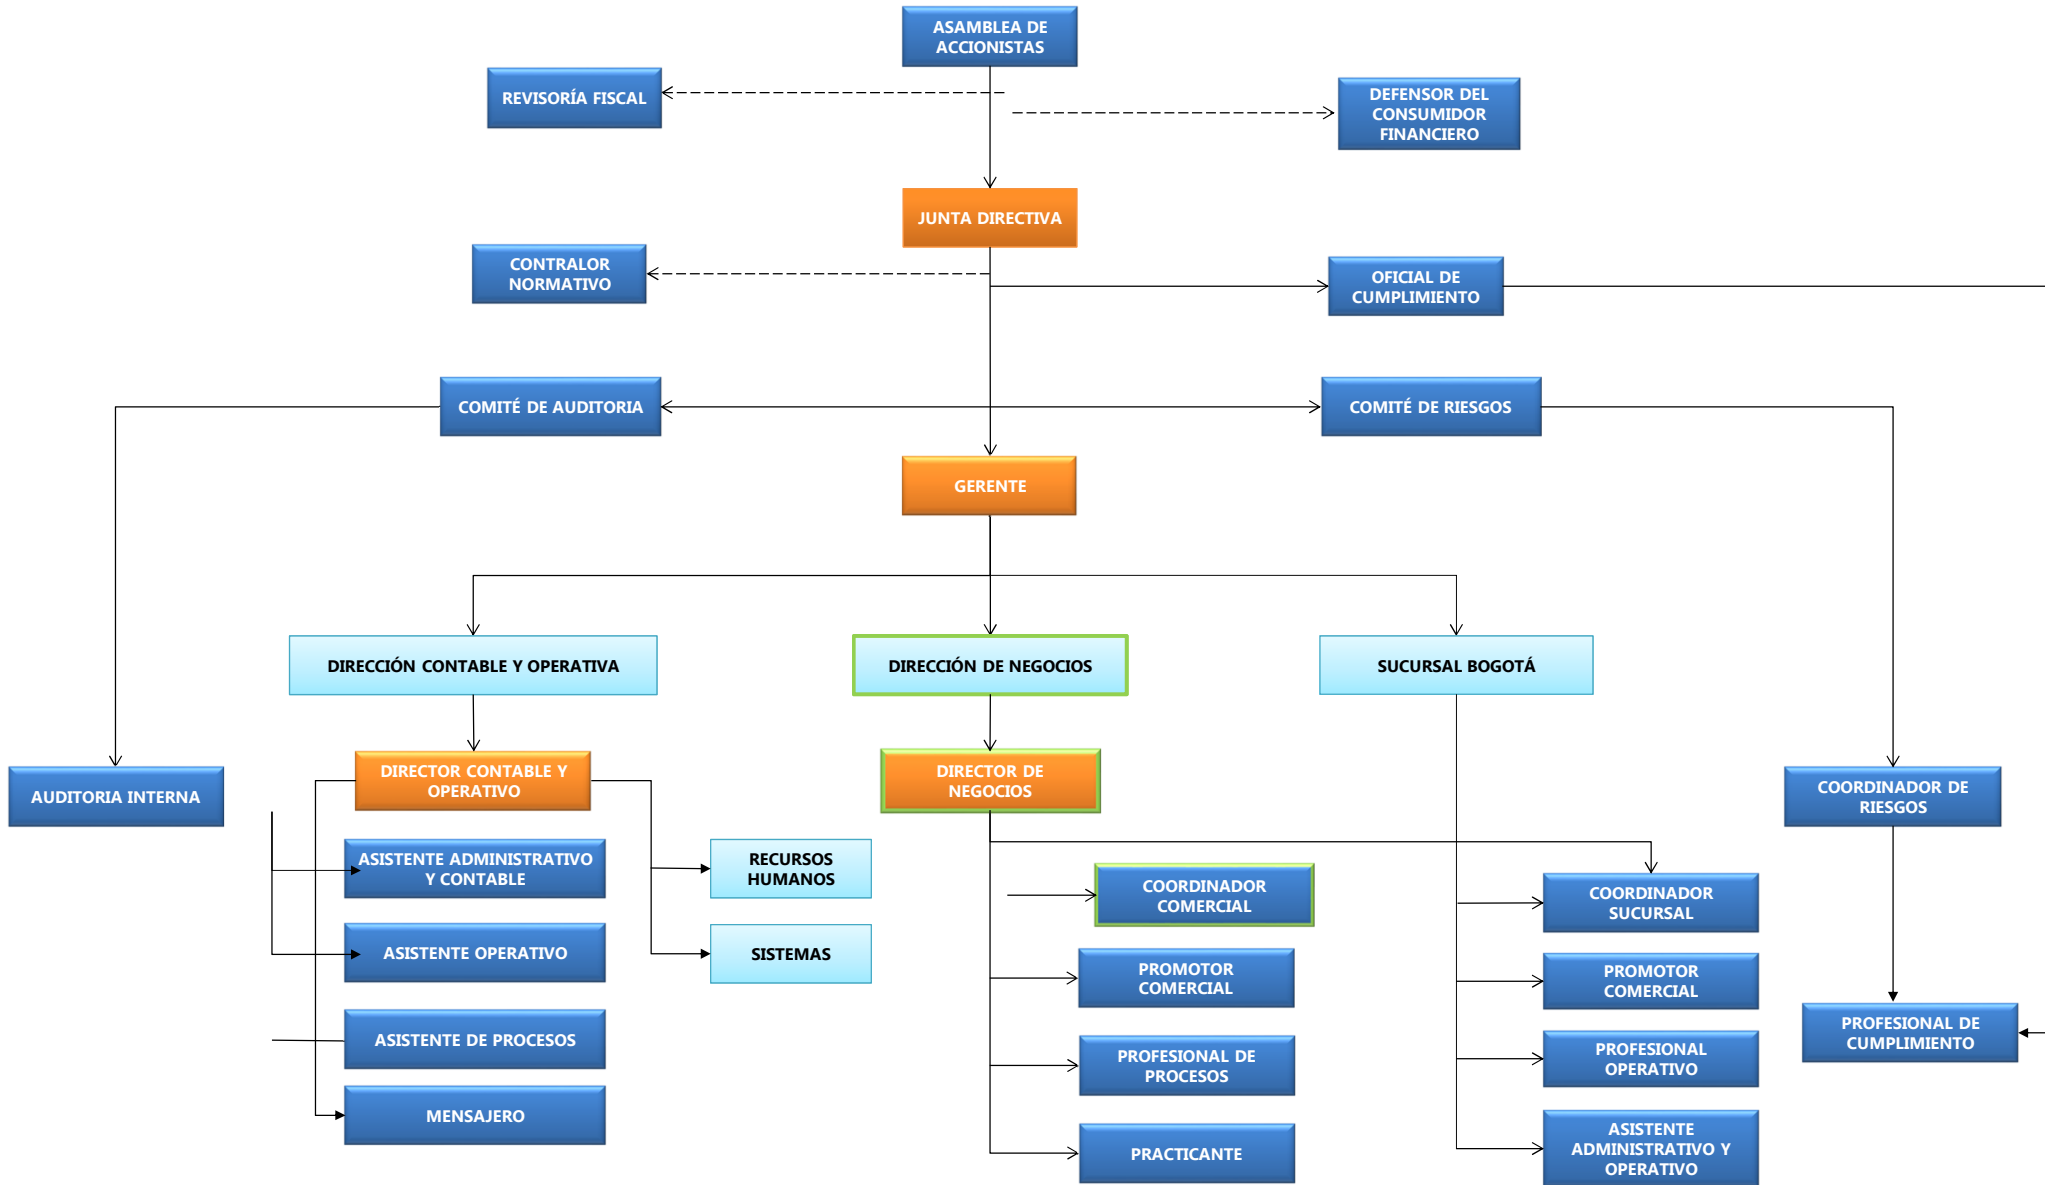 ASAMBLEA DE
ACCIONISTAS
REVISORÍA FISCAL
DEFENSOR DEL
CONSUMIDOR
FINANCIERO
JUNTA DIRECTIVA
CONTRALOR
NORMATIVO
OFICIAL DE
CUMPLIMIENTO
COMITÉ DE AUDITORIA
COMITÉ DE RIESGOS
GERENTE
DIRECCIÓN CONTABLE Y OPERATIVA
DIRECCIÓN DE NEGOCIOS
SUCURSAL BOGOTÁ
AUDITORIA INTERNA
DIRECTOR CONTABLE Y
OPERATIVO
DIRECTOR DE
NEGOCIOS
COORDINADOR DE
RIESGOS
ASISTENTE ADMINISTRATIVO
Y CONTABLE
RECURSOS
HUMANOS
COORDINADOR
COMERCIAL
COORDINADOR
SUCURSAL
ASISTENTE OPERATIVO
SISTEMAS
PROMOTOR
COMERCIAL
PROMOTOR
COMERCIAL
ASISTENTE DE PROCESOS
PROFESIONAL DE
PROCESOS
PROFESIONAL
OPERATIVO
PROFESIONAL DE
CUMPLIMIENTO
MENSAJERO
PRACTICANTE
ASISTENTE
ADMINISTRATIVO Y
OPERATIVO